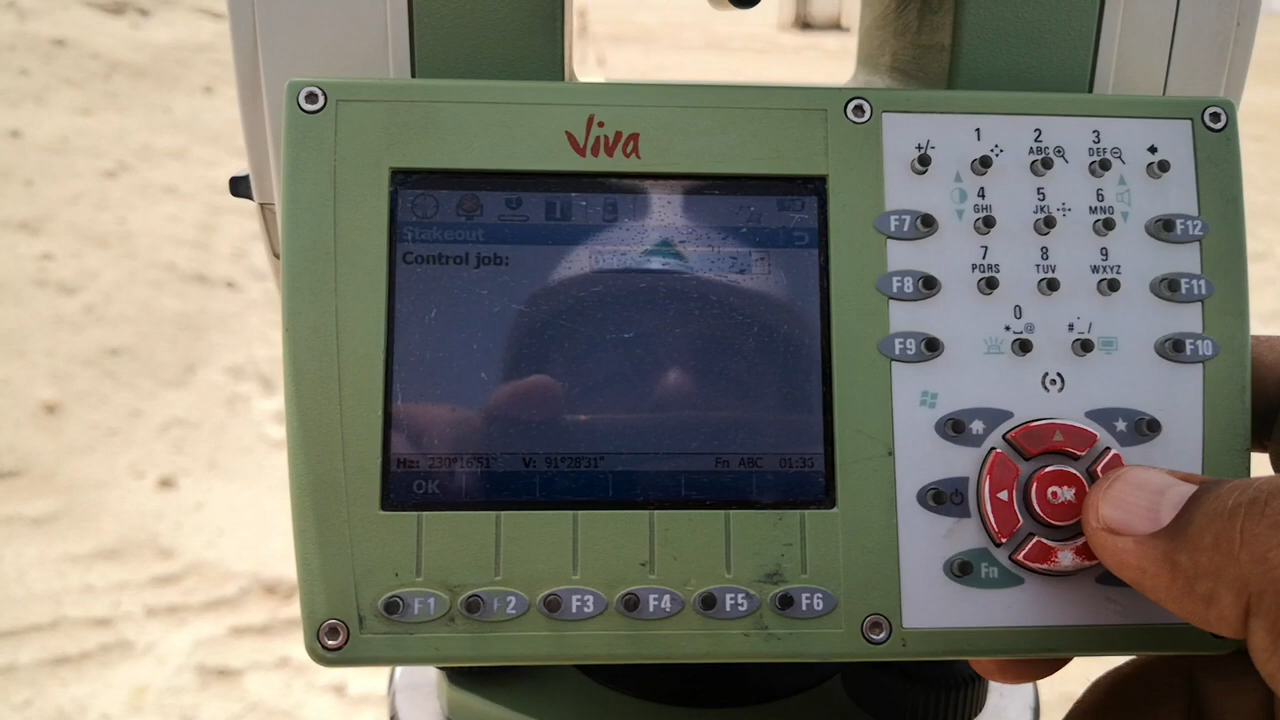 Viva
Stakeout
Control job:
Hz: 230°16'51" V: 91°28'31" Fn ABC 01:36
OK
F1 F2 F3 F4 F5 F6
+/- 1 2 ABC 3 DEF
4 GHI 5 JKL 6 MNO
F7 F12
7 PQRS 8 TUV 9 WXYZ
F8 F11
0 *⎵@ #._/
F9 F10
OK
Fn